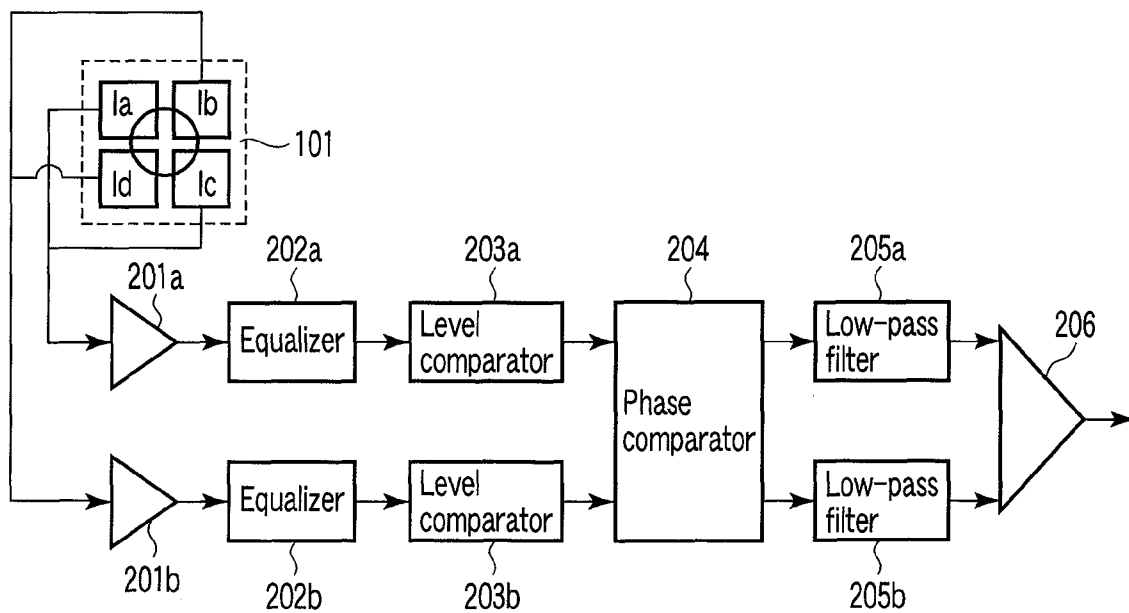 Ia
Ib
101
Id
Ic
201a
202a
203a
204
205a
206
Equalizer
Level
comparator
Low-pass
filter
Phase
comparator
Equalizer
Level
comparator
Low-pass
filter
201b
202b
203b
205b